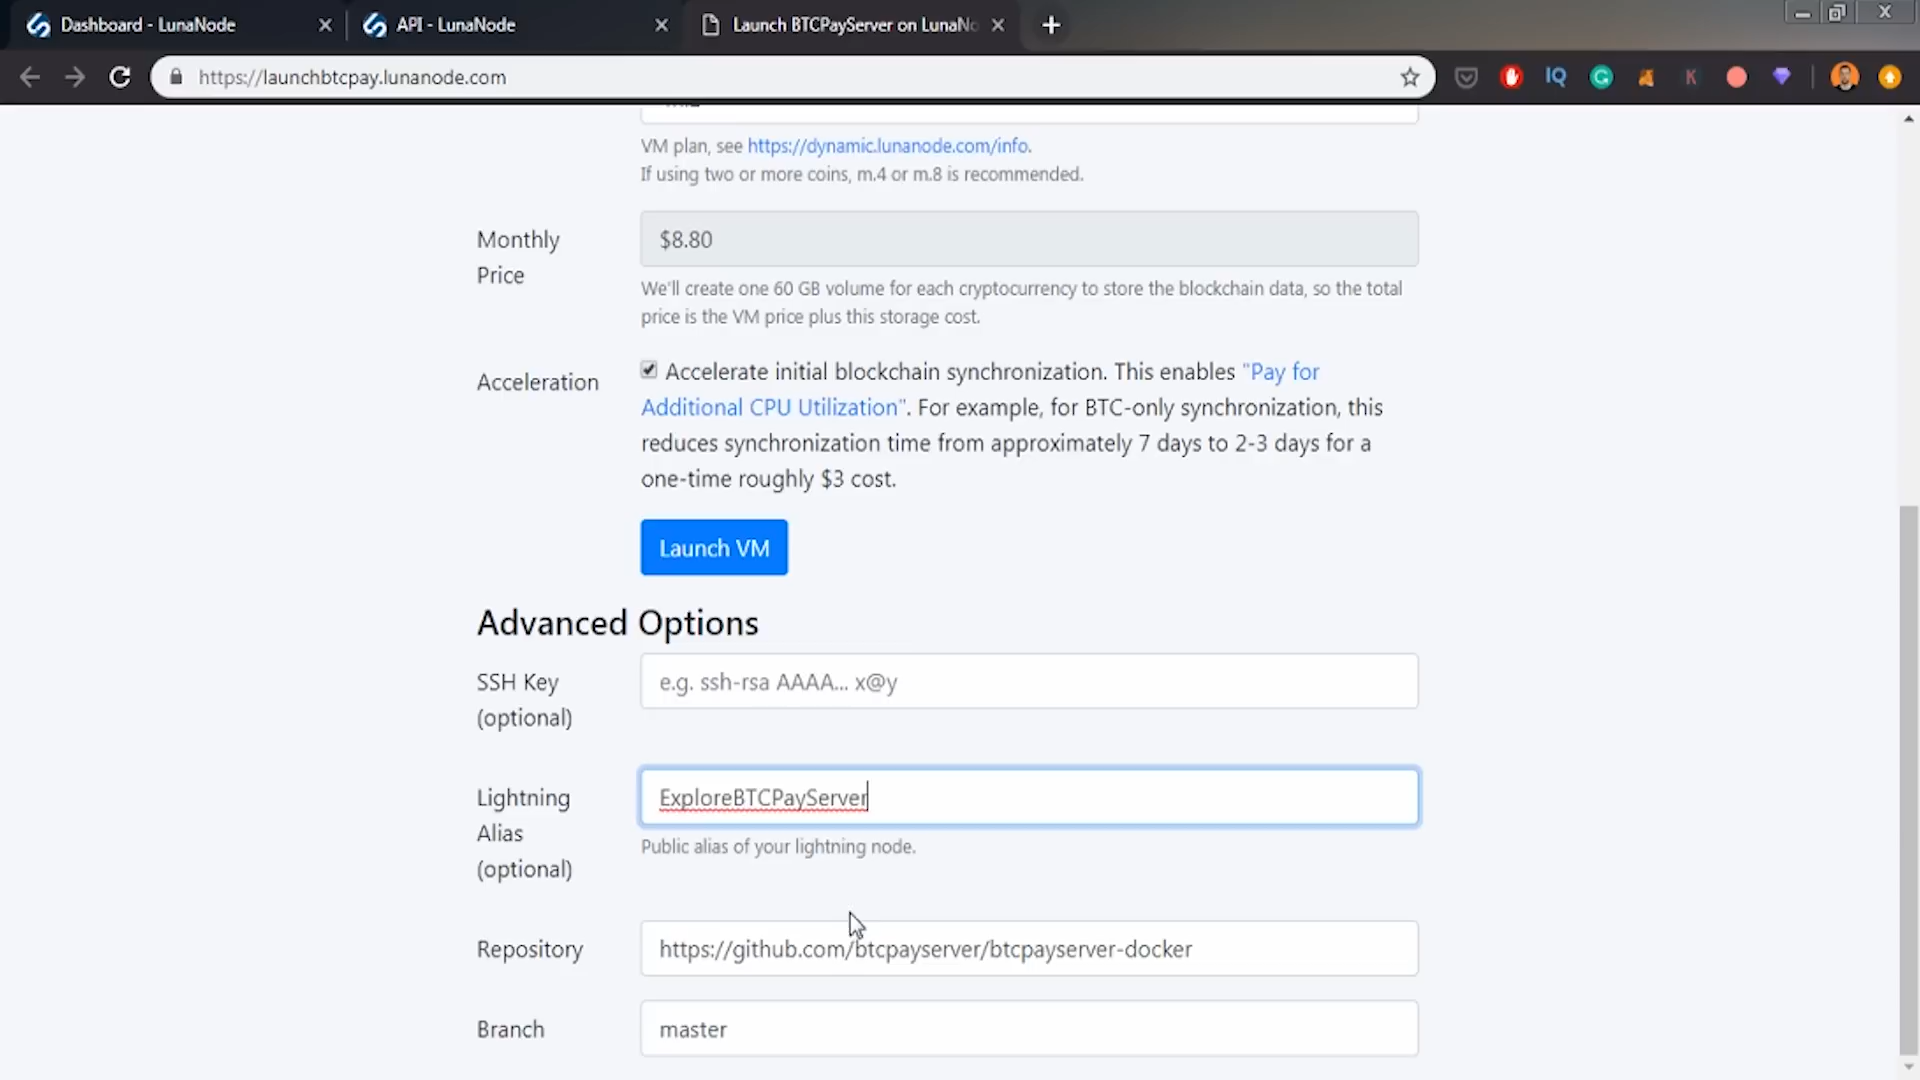 Dashboard - LunaNode
API - LunaNode
Launch BTCPayServer on LunaNo
https://launchbtcpay.lunanode.com
VM plan, see https://dynamic.lunanode.com/info.
If using two or more coins, m.4 or m.8 is recommended.
Monthly
Price
$8.80
We'll create one 60 GB volume for each cryptocurrency to store the blockchain data, so the total
price is the VM price plus this storage cost.
Acceleration
Accelerate initial blockchain synchronization. This enables "Pay for
Additional CPU Utilization". For example, for BTC-only synchronization, this
reduces synchronization time from approximately 7 days to 2-3 days for a
one-time roughly $3 cost.
Launch VM
Advanced Options
SSH Key
(optional)
e.g. ssh-rsa AAAA... x@y
Lightning
Alias
(optional)
ExploreBTCPayServer
Public alias of your lightning node.
Repository
https://github.com/btcpayserver/btcpayserver-docker
Branch
master